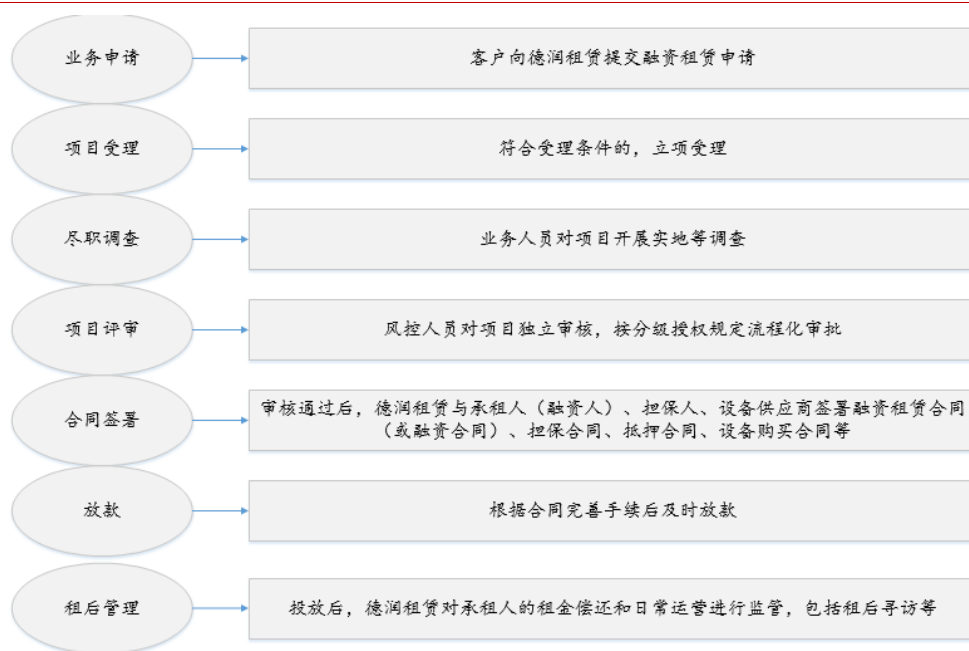 业务申请
客户向德润租赁提交融资租赁申请
项目受理
符合受理条件的，立项受理
尽职调查
业务人员对项目开展实地等调查
项目评审
风控人员对项目独立审核，按分级授权规定流程化审批
合同签署
审核通过后，德润租赁与承租人（融资人）、担保人、设备供应商签署融资租赁合同
（或融资合同）、担保合同、抵押合同、设备购买合同等
放款
根据合同完善手续后及时放款
租后管理
投放后，德润租赁对承租人的租金偿还和日常运营进行监管，包括租后寻访等